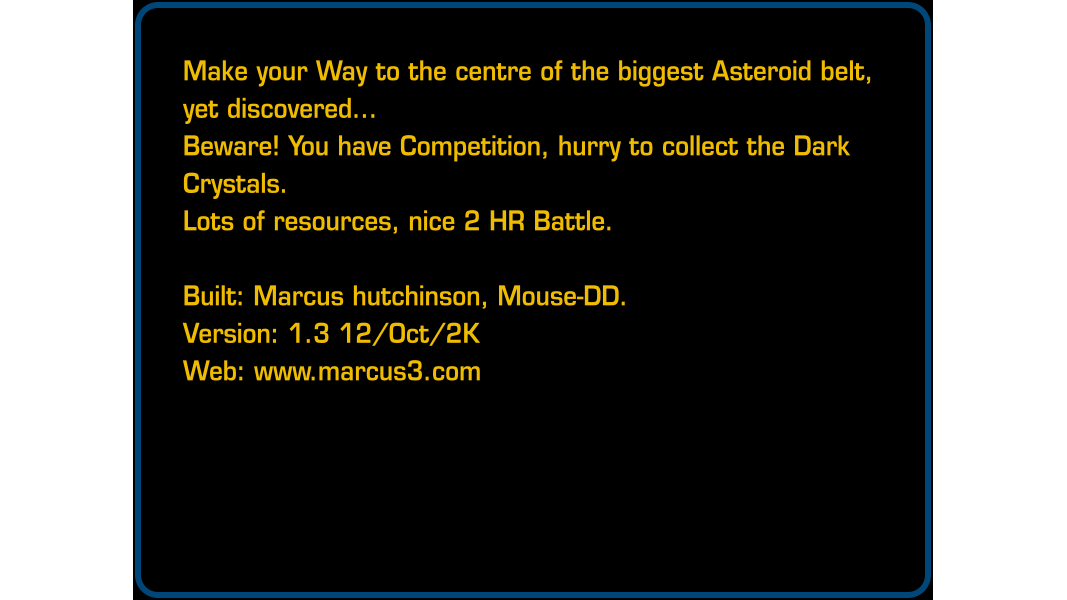 Make your Way to the centre of the biggest Asteroid belt,
yet discovered...
Beware! You have Competition, hurry to collect the Dark
Crystals.
Lots of resources, nice 2 HR Battle.
Built: Marcus hutchinson, Mouse-DD.
Version: 1.3 12/Oct/2K
Web: www.marcus3.com